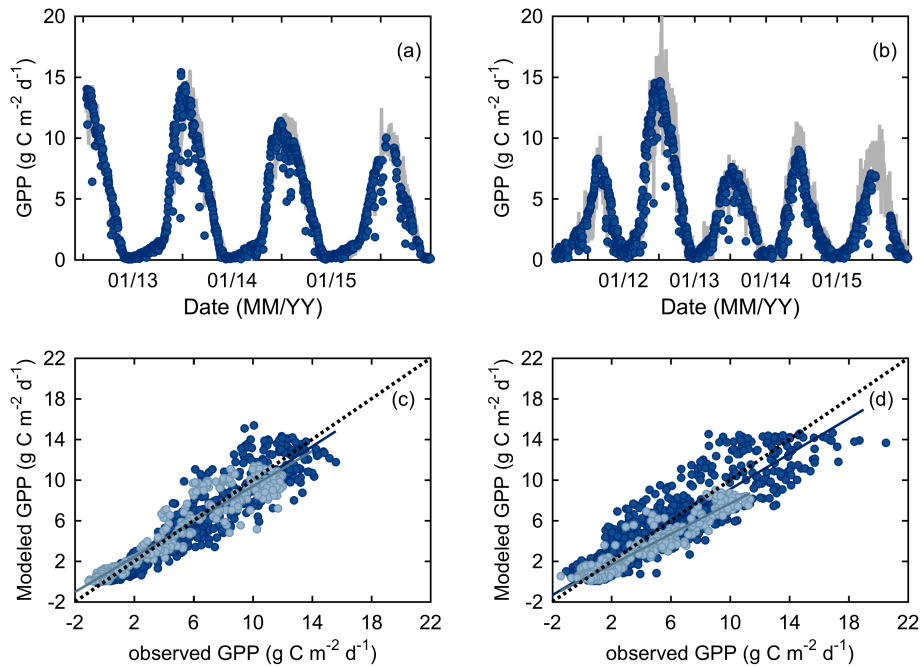 20
15
10
5
0
GPP (g C m-2 d-1)
(a)
01/13 01/14 01/15
Date (MM/YY)
20
15
10
5
0
GPP (g C m-2 d-1)
(b)
01/12 01/13 01/14 01/15
Date (MM/YY)
22
18
14
10
6
2
-2
Modeled GPP (g C m-2 d-1)
(c)
-2 2 6 10 14 18 22
observed GPP (g C m-2 d-1)
22
18
14
10
6
2
-2
Modeled GPP (g C m-2 d-1)
(d)
-2 2 6 10 14 18 22
observed GPP (g C m-2 d-1)